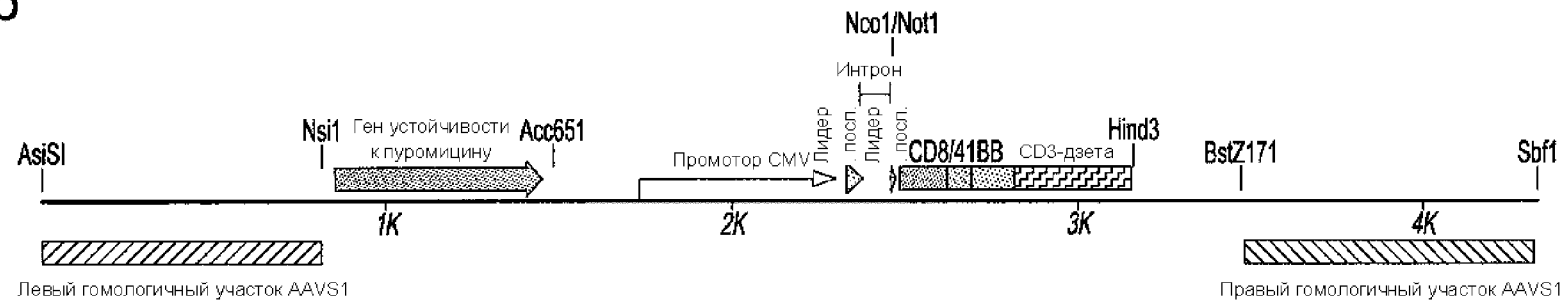 Nco1/Not1
Интрон
Лидер
посл.
Лидер
посл.
AsiSI
Nsi1
Ген устойчивости
к пуромицину
Acc651
Промотор CMV
CD8/41BB
CD3-дзета
Hind3
BstZ171
Sbf1
1K
2K
3K
4K
Левый гомологичный участок AAVS1
Правый гомологичный участок AAVS1